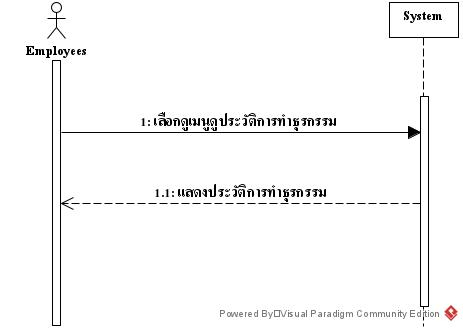 System
Employees
1: เลือกดูเมนูดูประวัติการทำธุรกรรม
1.1: แสดงประวัติการทำธุรกรรม
Powered By Visual Paradigm Community Edition